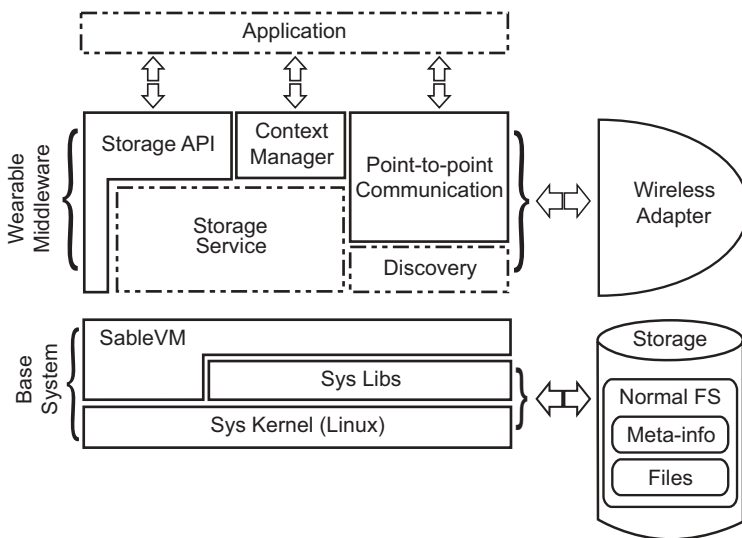 Application
Wearable
Middleware
Storage API
Context
Manager
Point-to-point
Communication
Storage
Service
Discovery
Wireless
Adapter
Base
System
SableVM
Sys Libs
Sys Kernel (Linux)
Storage
Normal FS
Meta-info
Files